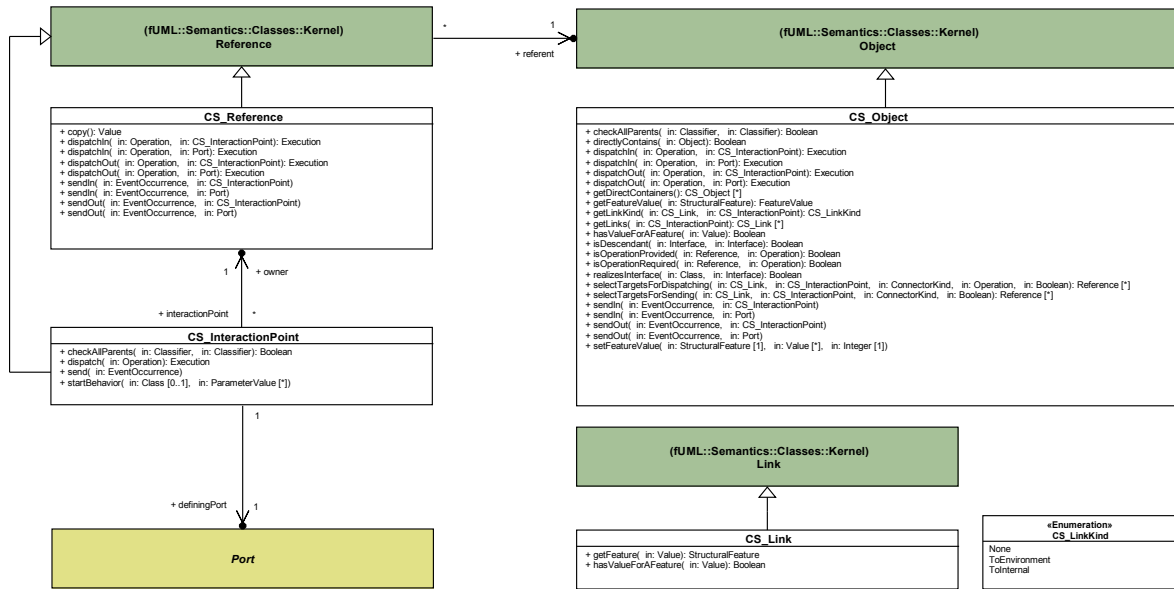 (fUML::Semantics::Classes::Kernel)
Reference
*
1
+ referent
(fUML::Semantics::Classes::Kernel)
Object
CS_Reference
+ copy(): Value
+ dispatchIn( in: Operation, in: CS_InteractionPoint): Execution
+ dispatchIn( in: Operation, in: Port): Execution
+ dispatchOut( in: Operation, in: CS_InteractionPoint): Execution
+ dispatchOut( in: Operation, in: Port): Execution
+ sendIn( in: EventOccurrence, in: CS_InteractionPoint)
+ sendIn( in: EventOccurrence, in: Port)
+ sendOut( in: EventOccurrence, in: CS_InteractionPoint)
+ sendOut( in: EventOccurrence, in: Port)
CS_Object
+ checkAllParents( in: Classifier, in: Classifier): Boolean
+ directlyContains( in: Object): Boolean
+ dispatchIn( in: Operation, in: CS_InteractionPoint): Execution
+ dispatchIn( in: Operation, in: Port): Execution
+ dispatchOut( in: Operation, in: CS_InteractionPoint): Execution
+ dispatchOut( in: Operation, in: Port): Execution
+ getDirectContainers(): CS_Object [*]
+ getFeatureValue( in: StructuralFeature): FeatureValue
+ getLinkKind( in: CS_Link, in: CS_InteractionPoint): CS_LinkKind
+ getLinks( in: CS_InteractionPoint): CS_Link [*]
+ hasValueForAFeature( in: Value): Boolean
+ isDescendant( in: Interface, in: Interface): Boolean
+ isOperationProvided( in: Reference, in: Operation): Boolean
+ isOperationRequired( in: Reference, in: Operation): Boolean
+ realizesInterface( in: Class, in: Interface): Boolean
+ selectTargetsForDispatching( in: CS_Link, in: CS_InteractionPoint, in: ConnectorKind, in: Operation, in: Boolean): Reference [*]
+ selectTargetsForSending( in: CS_Link, in: CS_InteractionPoint, in: ConnectorKind, in: Boolean): Reference [*]
+ sendIn( in: EventOccurrence, in: CS_InteractionPoint)
+ sendIn( in: EventOccurrence, in: Port)
+ sendOut( in: EventOccurrence, in: CS_InteractionPoint)
+ sendOut( in: EventOccurrence, in: Port)
+ setFeatureValue( in: StructuralFeature [1], in: Value [*], in: Integer [1])
1
+ owner
+ interactionPoint
*
CS_InteractionPoint
+ checkAllParents( in: Classifier, in: Classifier): Boolean
+ dispatch( in: Operation): Execution
+ send( in: EventOccurrence)
+ startBehavior( in: Class [0..1], in: ParameterValue [*])
1
+ definingPort
1
Port
(fUML::Semantics::Classes::Kernel)
Link
CS_Link
+ getFeature( in: Value): StructuralFeature
+ hasValueForAFeature( in: Value): Boolean
«Enumeration»
CS_LinkKind
None
ToEnvironment
ToInternal